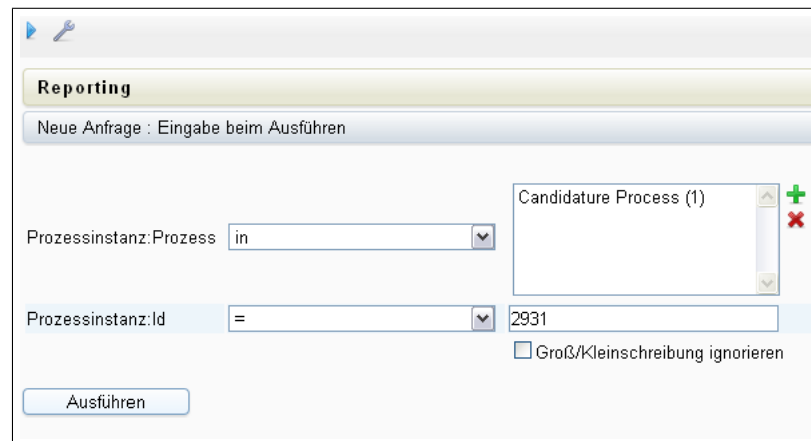 Reporting
Neue Anfrage : Eingabe beim Ausführen
Candidature Process (1)
Prozessinstanz:Prozess in
Prozessinstanz:Id = 2931
Groß/Kleinschreibung ignorieren
Ausführen